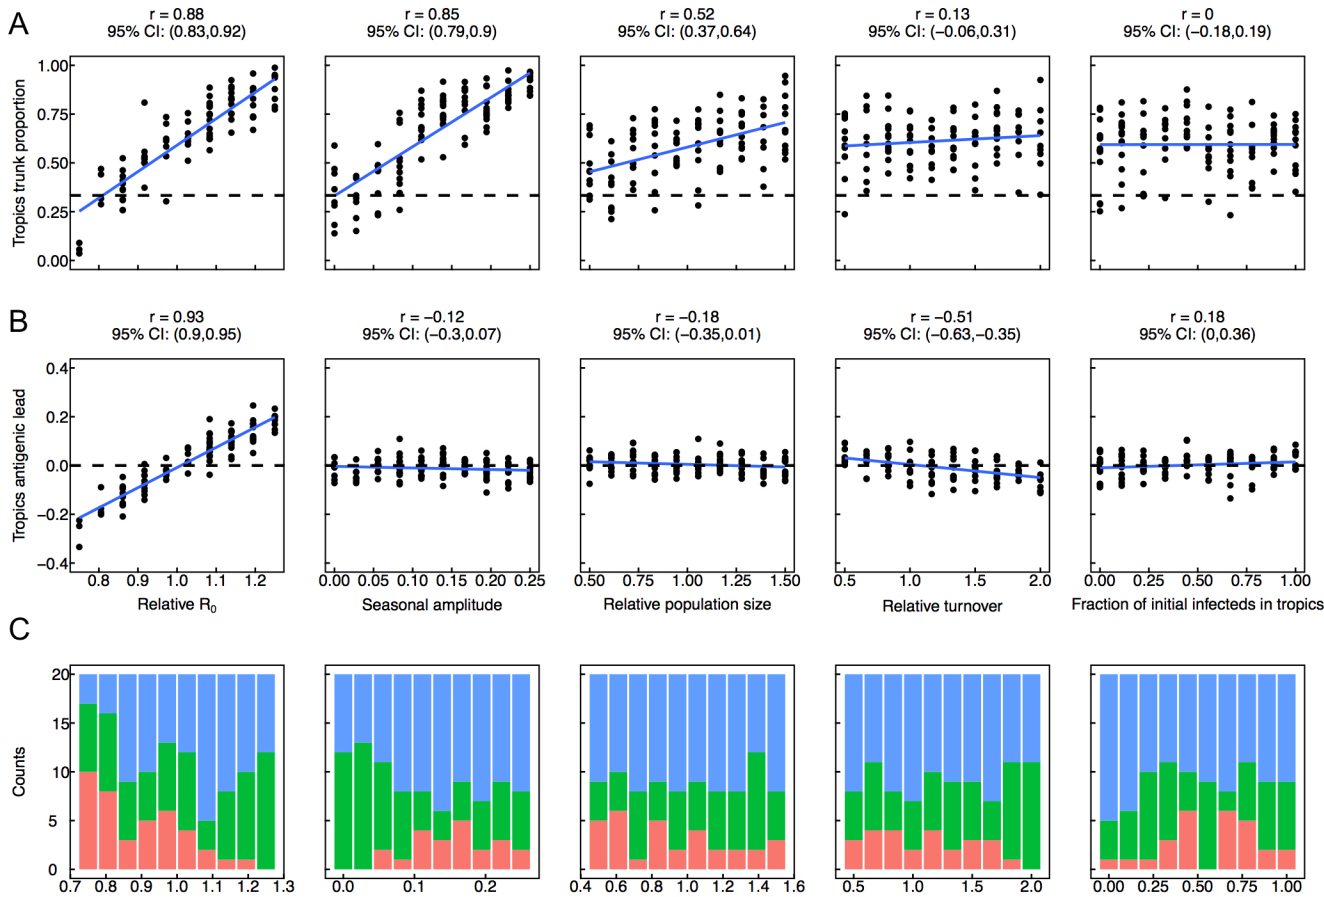 A
r = 0.88
95% CI: (0.83,0.92)
r = 0.85
95% CI: (0.79,0.9)
r = 0.52
95% CI: (0.37,0.64)
r = 0.13
95% CI: (−0.06,0.31)
r = 0
95% CI: (−0.18,0.19)
Tropics trunk proportion
1.00
0.75
0.50
0.25
0.00
B
r = 0.93
95% CI: (0.9,0.95)
r = −0.12
95% CI: (−0.3,0.07)
r = −0.18
95% CI: (−0.35,0.01)
r = −0.51
95% CI: (−0.63,−0.35)
r = 0.18
95% CI: (0,0.36)
Tropics antigenic lead
0.4
0.2
0.0
−0.2
−0.4
0.8 0.9 1.0 1.1 1.2
Relative R0
0.00 0.05 0.10 0.15 0.20 0.25
Seasonal amplitude
0.50 0.75 1.00 1.25 1.50
Relative population size
0.5 1.0 1.5 2.0
Relative turnover
0.00 0.25 0.50 0.75 1.00
Fraction of initial infecteds in tropics
C
Counts
20
15
10
5
0
0.7 0.8 0.9 1.0 1.1 1.2 1.3
0.0 0.1 0.2
0.4 0.6 0.8 1.0 1.2 1.4 1.6
0.5 1.0 1.5 2.0
0.00 0.25 0.50 0.75 1.00